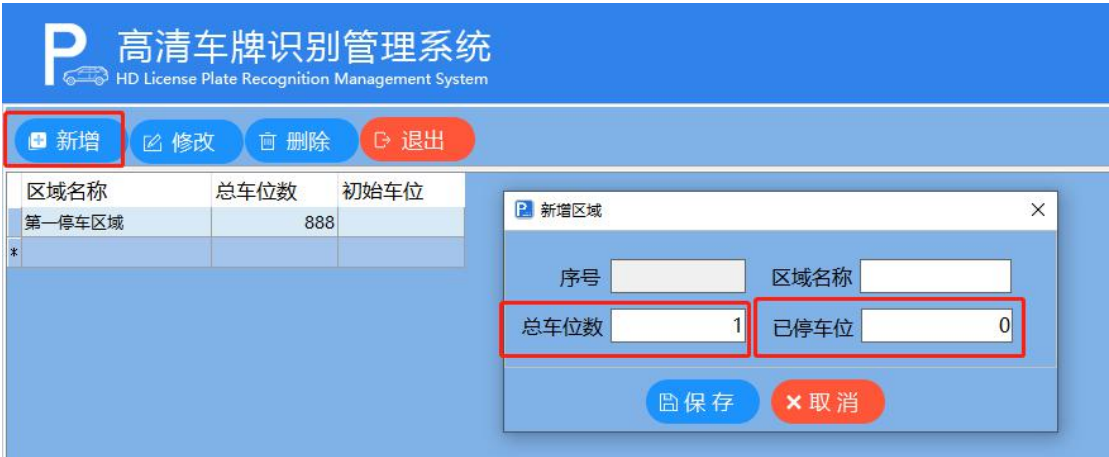 P 高清车牌识别管理系统
HD License Plate Recognition Management System
新增 修改 删除 退出
区域名称 总车位数 初始车位
第一停车区域 888
*
新增区域
序号 区域名称
总车位数 1 已停车位 0
保存 取消